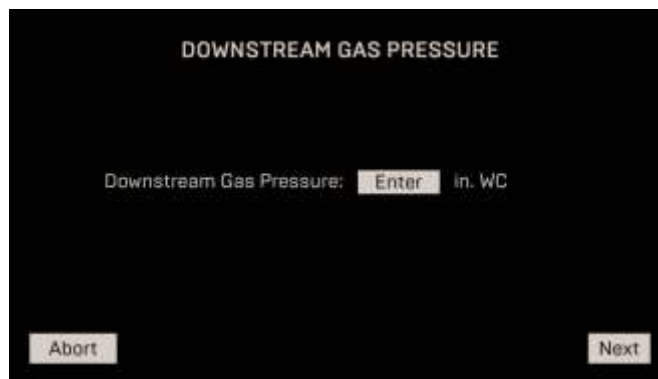 DOWNSTREAM GAS PRESSURE
Downstream Gas Pressure: Enter in. WC
Abort Next